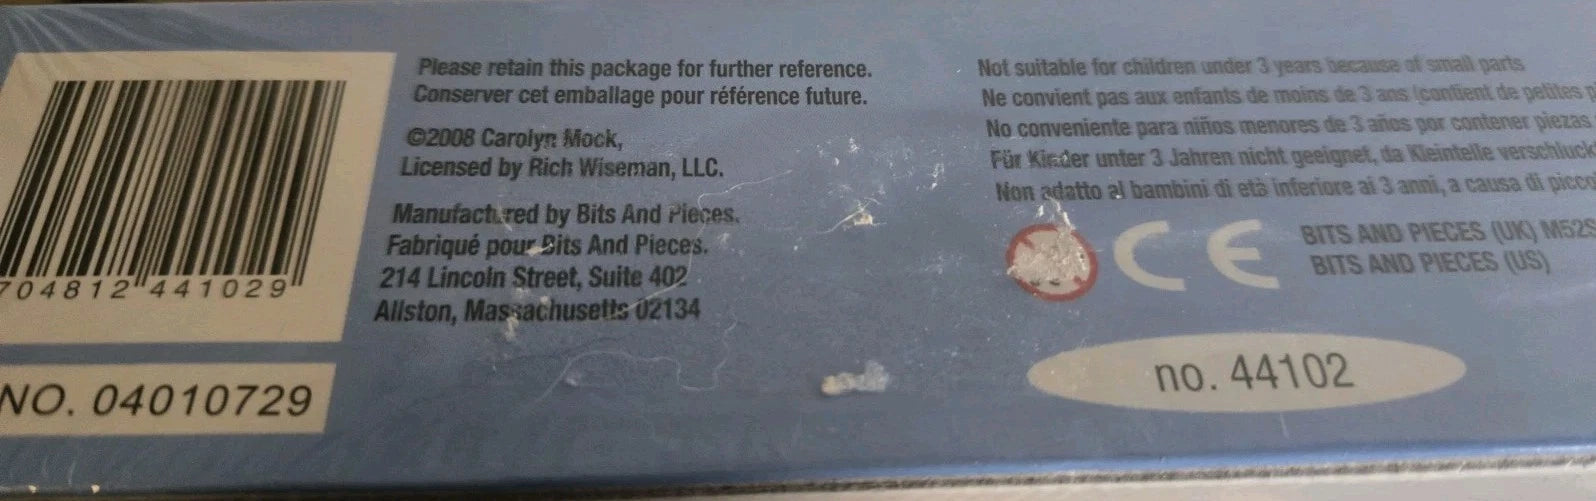 Please retain this package for further reference.
Conserver cet emballage pour référence future.
©2008 Carolyn Mock,
Licensed by Rich Wiseman, LLC.
Manufactured by Bits And Pieces.
Fabriqué pour Bits And Pieces.
214 Lincoln Street, Suite 402
Allston, Massachusetts 02134
704812 441029
NO. 04010729
Not suitable for children under 3 years because of small parts
Ne convient pas aux enfants de moins de 3 ans (contient de petites
No conveniente para niños menores de 3 años por contener piezas
Für Kinder unter 3 Jahren nicht geeignet, da Kleinteile
Non adatto al bambini di età inferiore ai 3 anni, a causa di
CE
BITS AND PIECES (UK) M52S
BITS AND PIECES (US)
no. 44102